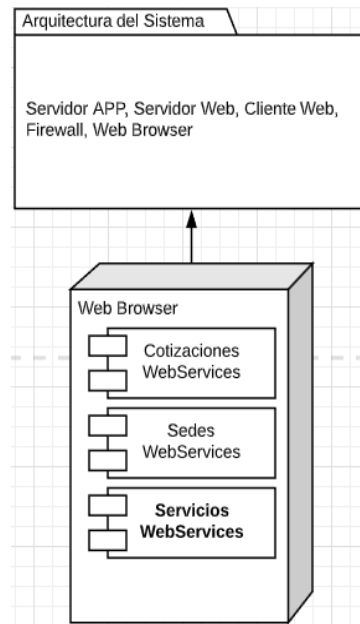 Arquitectura del Sistema
Servidor APP, Servidor Web, Cliente Web,
Firewall, Web Browser
Web Browser
Cotizaciones
WebServices
Sedes
WebServices
Servicios
WebServices